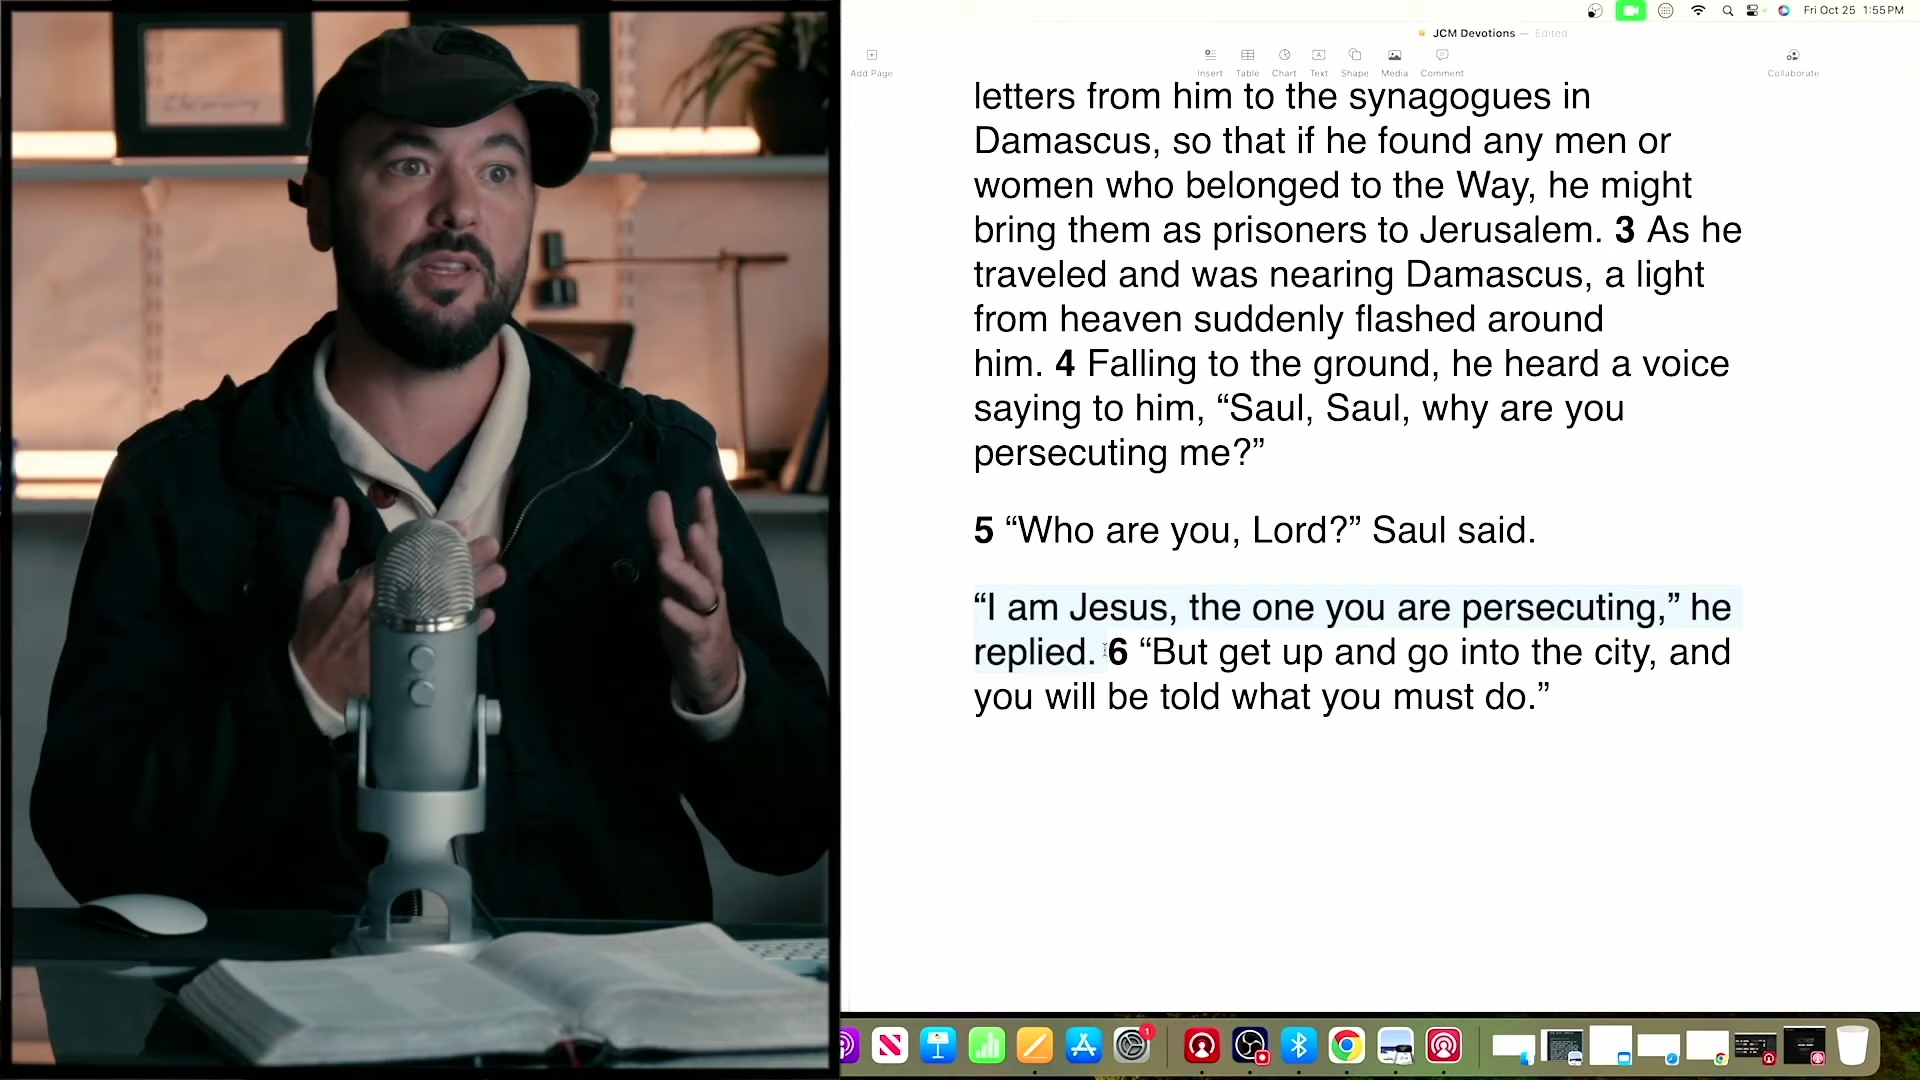 Fri Oct 25 1:55 PM
JCM Devotions — Edited
Add Page
Insert
Table
Chart
Text
Shape
Media
Comment
Collaborate
letters from him to the synagogues in
Damascus, so that if he found any men or
women who belonged to the Way, he might
bring them as prisoners to Jerusalem. 3 As he
traveled and was nearing Damascus, a light
from heaven suddenly flashed around
him. 4 Falling to the ground, he heard a voice
saying to him, “Saul, Saul, why are you
persecuting me?”
5 “Who are you, Lord?” Saul said.
“I am Jesus, the one you are persecuting,” he
replied. 6 “But get up and go into the city, and
you will be told what you must do.”
1